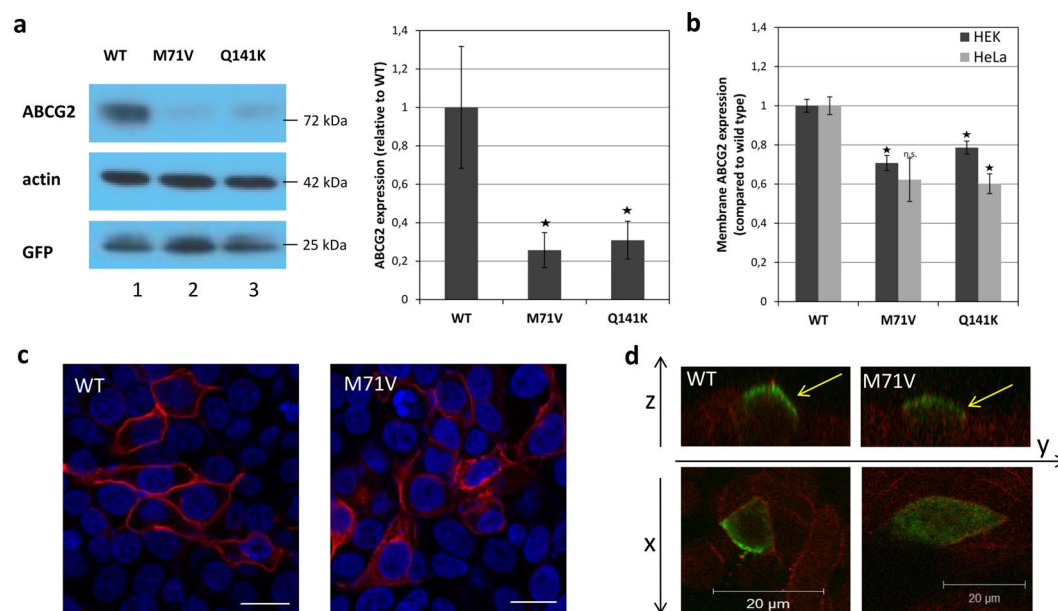 a
WT M71V Q141K
ABCG2
72 kDa
actin
42 kDa
GFP
25 kDa
1 2 3
ABCG2 expression (relative to WT)
1,4
1,2
1
0,8
0,6
0,4
0,2
0
★ ★
WT M71V Q141K
b
Membrane ABCG2 expression
(compared to wild type)
1,4
1,2
1
0,8
0,6
0,4
0,2
0
HEK
HeLa
★ n.s. ★ ★
WT M71V Q141K
c
WT
M71V
d
z
WT
M71V
y
x
20 µm
20 µm